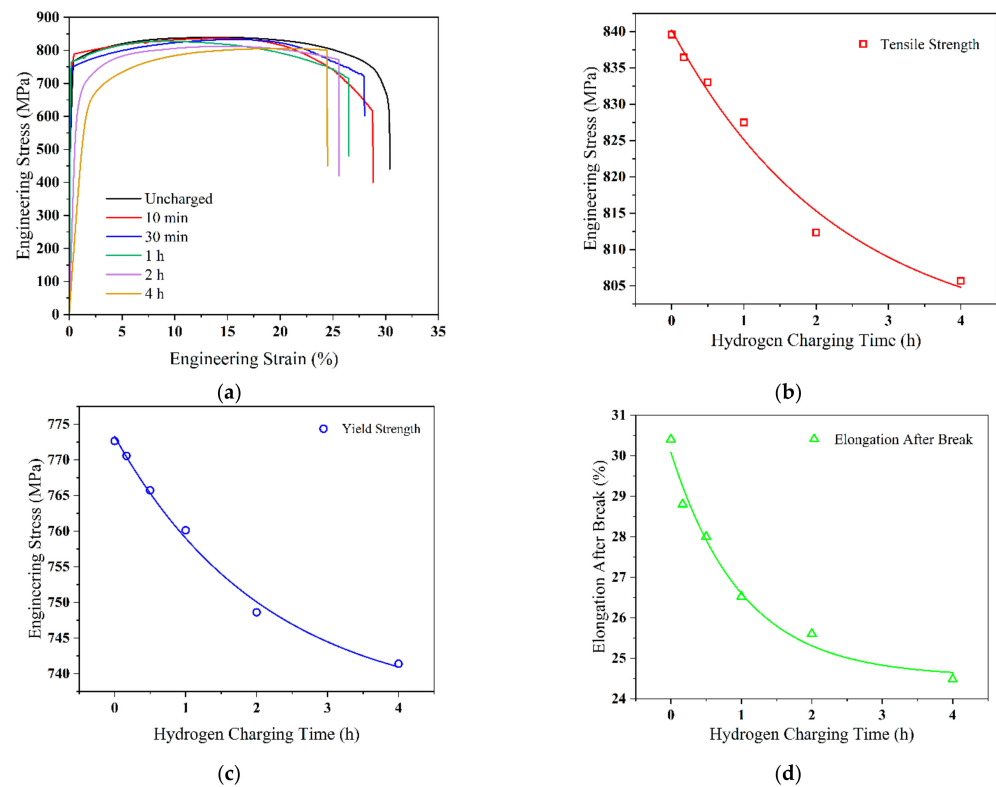 900
800
700
600
500
400
300
200
100
0
Engineering Stress (MPa)
Uncharged
10 min
30 min
1 h
2 h
4 h
0 5 10 15 20 25 30 35
Engineering Strain (%)
(a)
840
835
830
825
820
815
810
805
Engineering Stress (MPa)
Tensile Strength
0 1 2 3 4
Hydrogen Charging Time (h)
(b)
775
770
765
760
755
750
745
740
Engineering Stress (MPa)
Yield Strength
0 1 2 3 4
Hydrogen Charging Time (h)
(c)
31
30
29
28
27
26
25
24
Elongation After Break (%)
Elongation After Break
0 1 2 3 4
Hydrogen Charging Time (h)
(d)